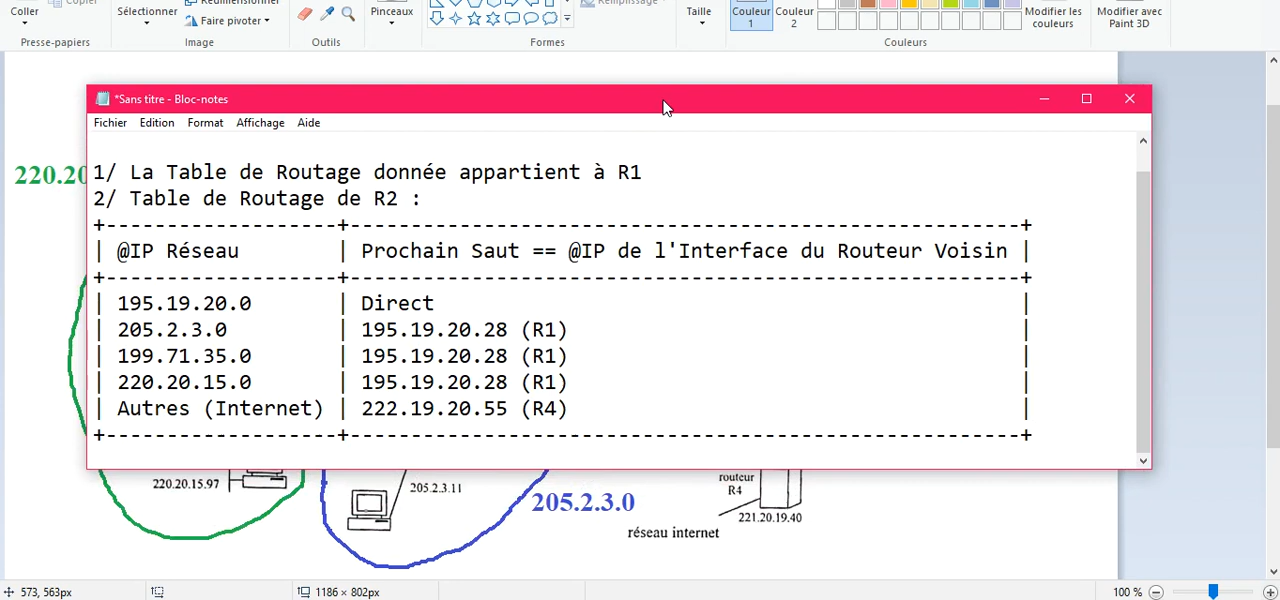 Coller
Copier
Sélectionner
Redimensionner
Faire pivoter
Pinceaux
Remplissage
Taille
Couleur 1
Couleur 2
Modifier les couleurs
Modifier avec Paint 3D
Presse-papiers
Image
Outils
Formes
Couleurs
*Sans titre - Bloc-notes
Fichier Edition Format Affichage Aide
220.20
1/ La Table de Routage donnée appartient à R1
2/ Table de Routage de R2 :
+-------------------+--------------------------------------------------------+
| @IP Réseau | Prochain Saut == @IP de l'Interface du Routeur Voisin |
+-------------------+--------------------------------------------------------+
| 195.19.20.0 | Direct |
| 205.2.3.0 | 195.19.20.28 (R1) |
| 199.71.35.0 | 195.19.20.28 (R1) |
| 220.20.15.0 | 195.19.20.28 (R1) |
| Autres (Internet) | 222.19.20.55 (R4) |
+-------------------+--------------------------------------------------------+
220.20.15.97
205.2.3.11
205.2.3.0
routeur
R4
221.20.19.40
réseau internet
573, 563px
1186 × 802px
100 %